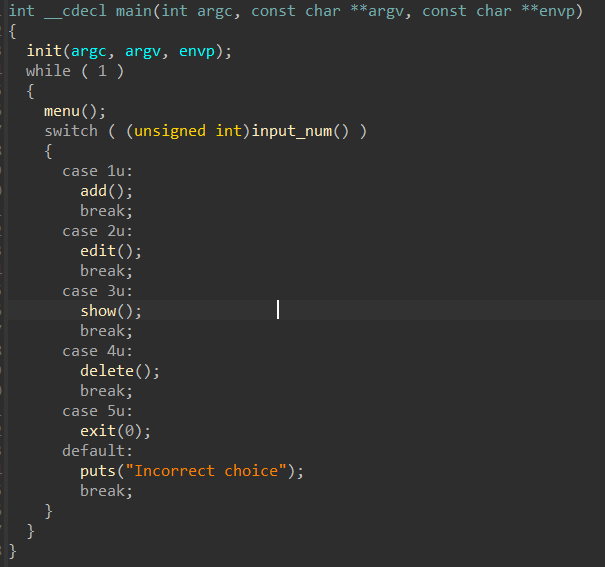 int __cdecl main(int argc, const char **argv, const char **envp)
{
  init(argc, argv, envp);
  while ( 1 )
  {
    menu();
    switch ( (unsigned int)input_num() )
    {
      case 1u:
        add();
        break;
      case 2u:
        edit();
        break;
      case 3u:
        show();
        break;
      case 4u:
        delete();
        break;
      case 5u:
        exit(0);
      default:
        puts("Incorrect choice");
        break;
    }
  }
}